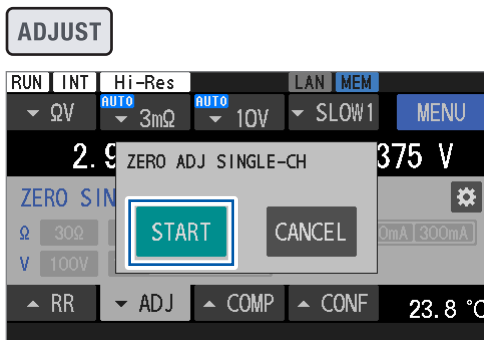 ADJUST
RUN INT Hi-Res LAN MEM
ΩV AUTO 3mΩ AUTO 10V SLOW1 MENU
2.9 375 V
ZERO ADJ SINGLE-CH
ZERO SIN
START CANCEL
Ω 30Ω 0mA 300mA
V 100V
RR ADJ COMP CONF 23.8 °C